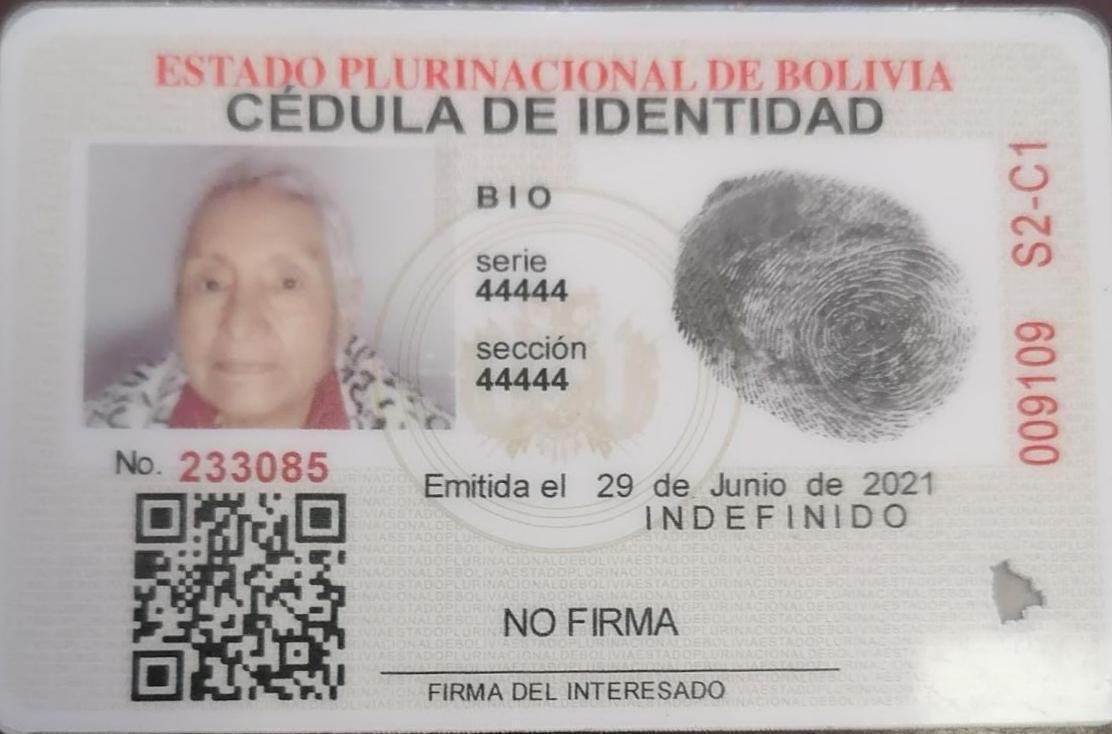 ESTADO PLURINACIONAL DE BOLIVIA
CÉDULA DE IDENTIDAD
BIO
serie
44444
sección
44444
No. 233085
Emitida el 29 de Junio de 2021
INDEFINIDO
NO FIRMA
FIRMA DEL INTERESADO
009109 S2-C1